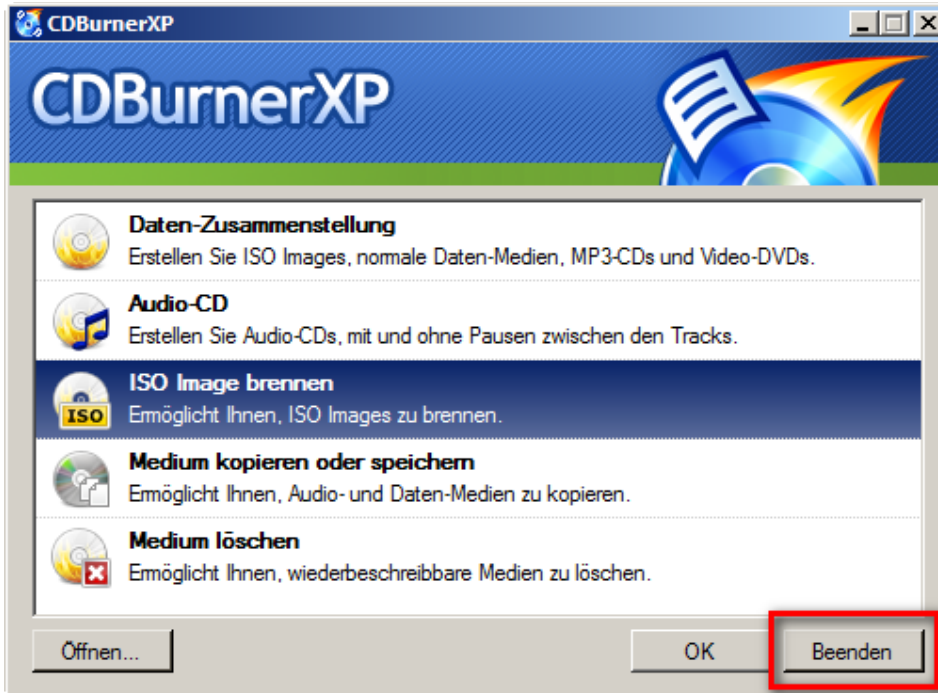 CDBurnerXP
CDBurnerXP
Daten-Zusammenstellung
Erstellen Sie ISO Images, normale Daten-Medien, MP3-CDs und Video-DVDs.
Audio-CD
Erstellen Sie Audio-CDs, mit und ohne Pausen zwischen den Tracks.
ISO Image brennen
ISO
Ermöglicht Ihnen, ISO Images zu brennen.
Medium kopieren oder speichern
Ermöglicht Ihnen, Audio- und Daten-Medien zu kopieren.
Medium löschen
Ermöglicht Ihnen, wiederbeschreibbare Medien zu löschen.
Öffnen... OK Beenden